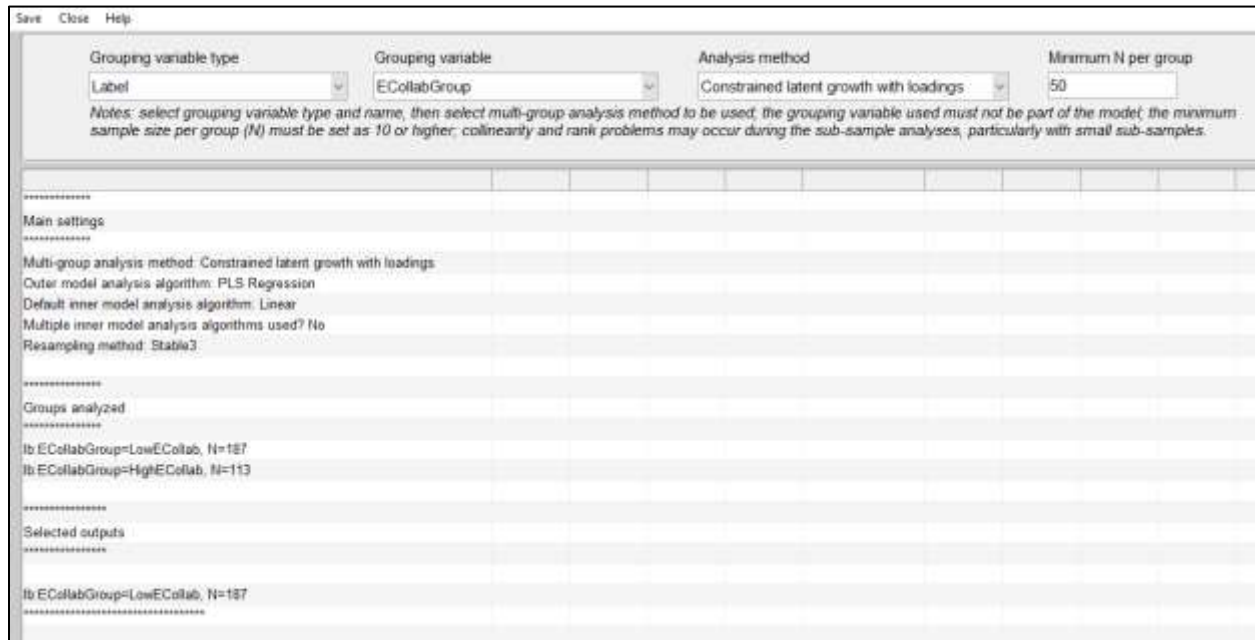 Save Close Help
Grouping variable type Grouping variable Analysis method Minimum N per group
Label ECollabGroup Constrained latent growth with loadings 50
Notes: select grouping variable type and name, then select multi-group analysis method to be used; the grouping variable used must not be part of the model; the minimum
sample size per group (N) must be set as 10 or higher; collinearity and rank problems may occur during the sub-sample analyses, particularly with small sub-samples.
*************
Main settings
*************
Multi-group analysis method: Constrained latent growth with loadings
Outer model analysis algorithm: PLS Regression
Default inner model analysis algorithm: Linear
Multiple inner model analysis algorithms used? No
Resampling method: Stable3
***************
Groups analyzed
***************
lb:ECollabGroup=LowECollab, N=187
lb:ECollabGroup=HighECollab, N=113
****************
Selected outputs
****************
lb:ECollabGroup=LowECollab, N=187
***********************************